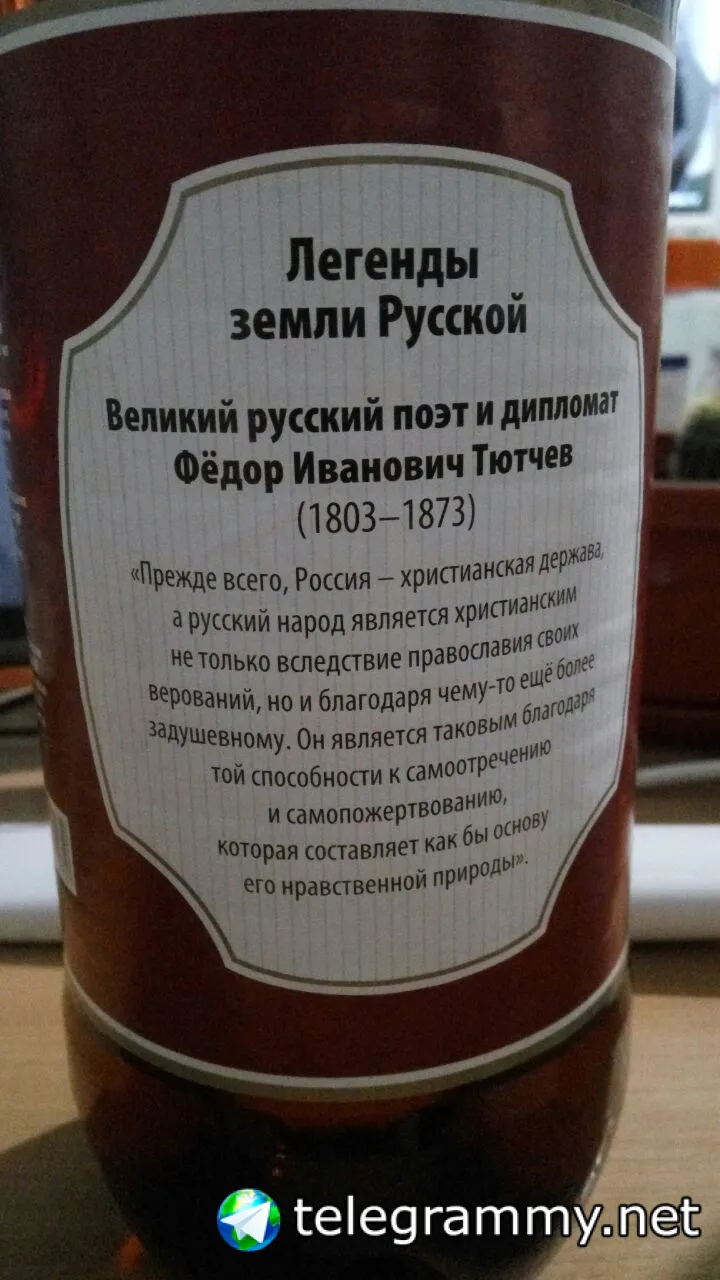 Легенды
земли Русской
Великий русский поэт и дипломат
Фёдор Иванович Тютчев
(1803–1873)
«Прежде всего, Россия – христианская держава,
а русский народ является христианским
не только вследствие православия своих
верований, но и благодаря чему-то ещё более
задушевному. Он является таковым благодаря
той способности к самоотречению
и самопожертвованию,
которая составляет как бы основу
его нравственной природы».
telegrammy.net